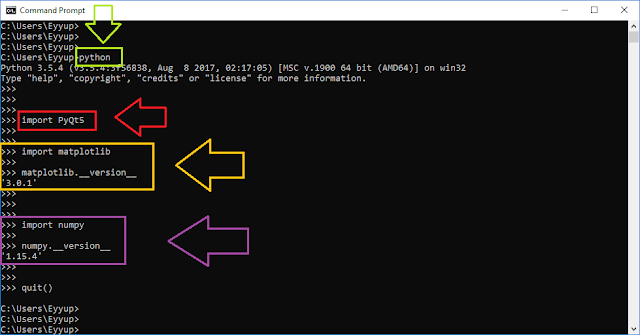 Command Prompt
C:\Users\Eyyup>
C:\Users\Eyyup>
C:\Users\Eyyup>
C:\Users\Eyyup>python
Python 3.5.4 (v3.5.4:3f56838, Aug  8 2017, 02:17:05) [MSC v.1900 64 bit (AMD64)] on win32
Type "help", "copyright", "credits" or "license" for more information.
>>>
>>>
>>>
>>> import PyQt5
>>>
>>>
>>> import matplotlib
>>>
>>> matplotlib.__version__
'3.0.1'
>>>
>>>
>>>
>>> import numpy
>>>
>>> numpy.__version__
'1.15.4'
>>>
>>>
>>> quit()

C:\Users\Eyyup>
C:\Users\Eyyup>
C:\Users\Eyyup>